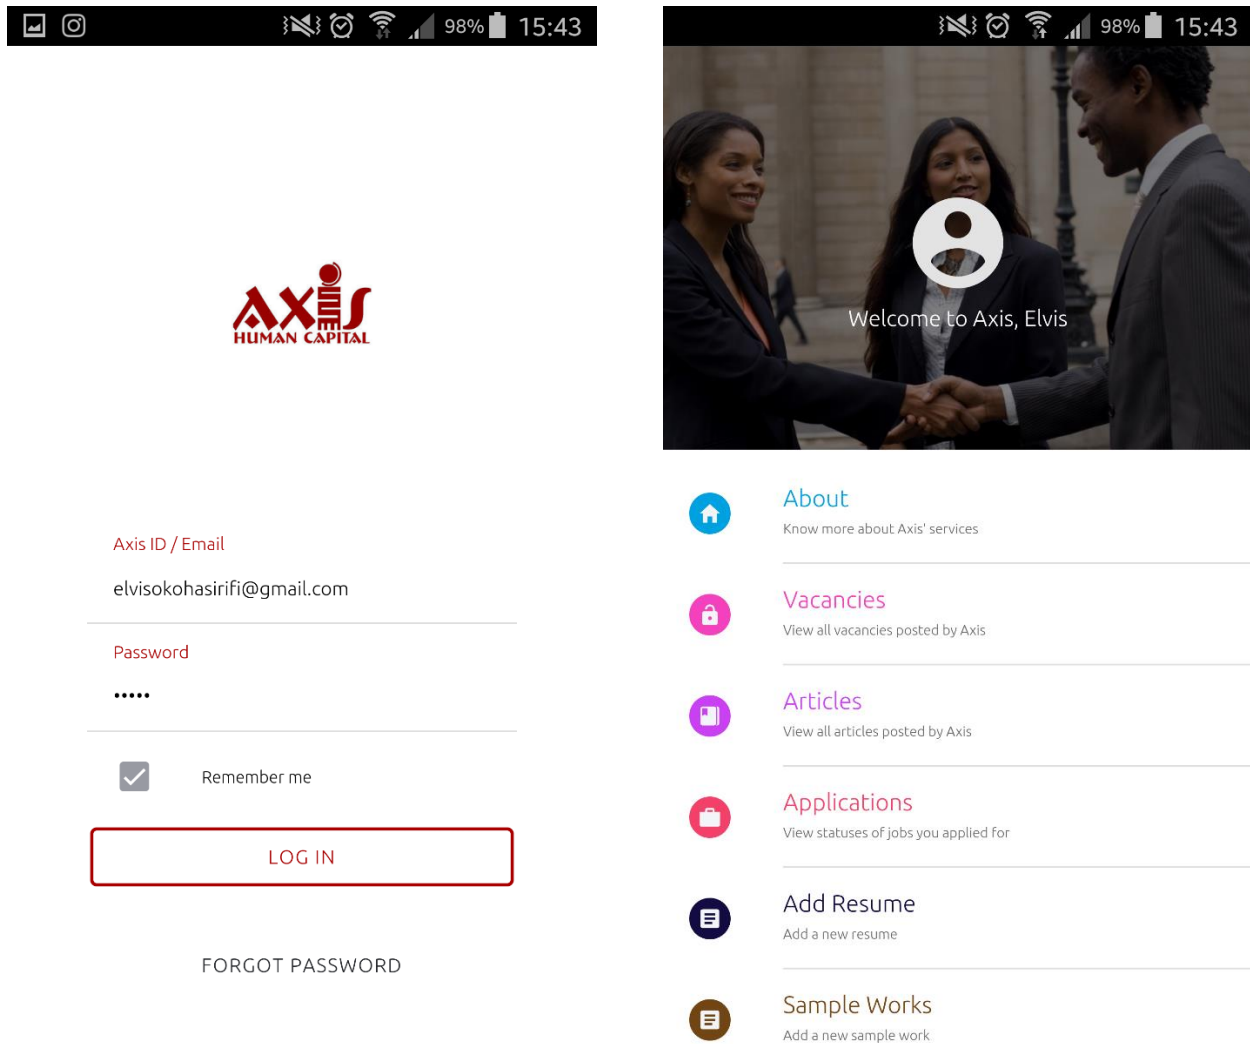 98% 15:43
AXIS
HUMAN CAPITAL
Axis ID / Email
elvisokohasirifi@gmail.com
Password
•••••
Remember me
LOG IN
FORGOT PASSWORD
98% 15:43
Welcome to Axis, Elvis
About
Know more about Axis' services
Vacancies
View all vacancies posted by Axis
Articles
View all articles posted by Axis
Applications
View statuses of jobs you applied for
Add Resume
Add a new resume
Sample Works
Add a new sample work